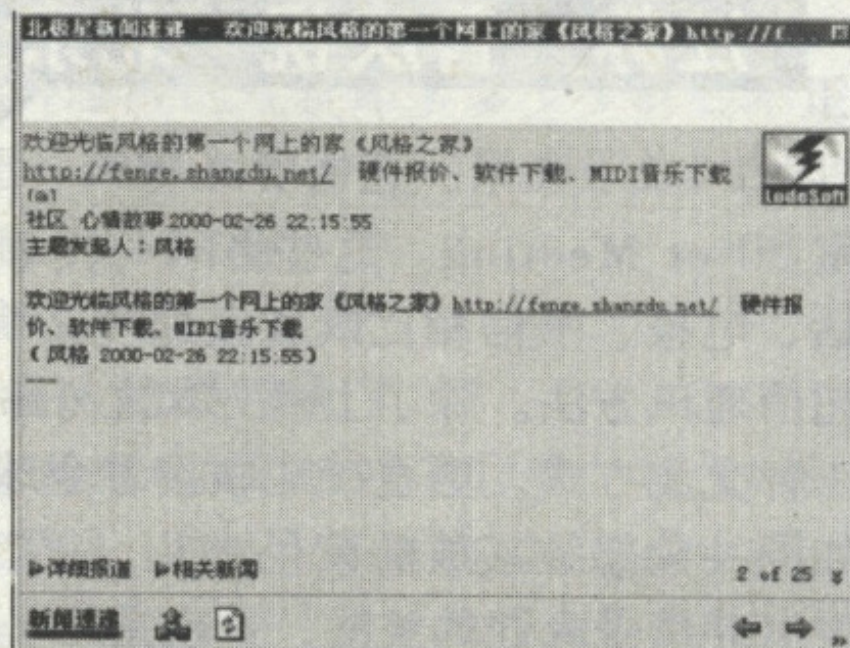 北极星新闻速递 - 欢迎光临风格的第一个网上的家《风格之家》http://f...
欢迎光临风格的第一个网上的家《风格之家》
http://fenge.shangdu.net/ 硬件报价、软件下载、MIDI音乐下载
社区 心情故事 2000-02-26 22:15:55
主题发起人：风格
欢迎光临风格的第一个网上的家《风格之家》http://fenge.shangdu.net/ 硬件报
价、软件下载、MIDI音乐下载
(风格 2000-02-26 22:15:55)
---
详细报道 相关新闻
2 of 25
新闻速递